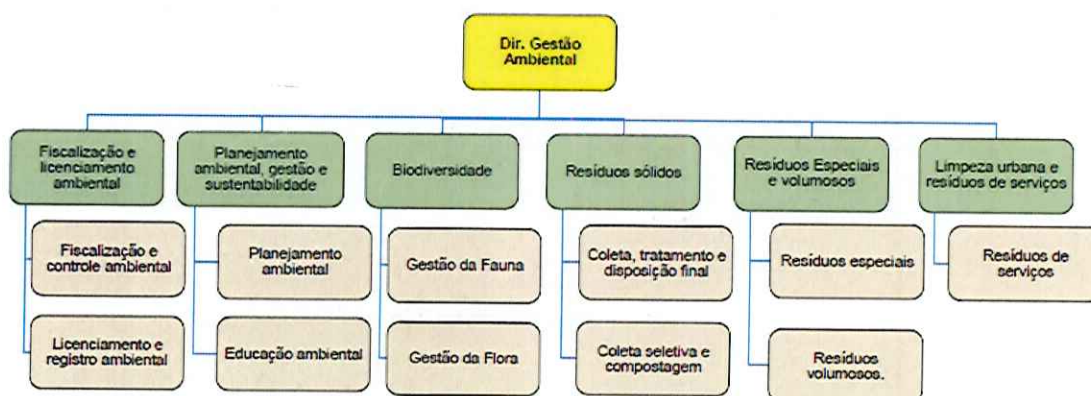 Dir. Gestão
Ambiental
Fiscalização e
licenciamento
ambiental
Planejamento
ambiental, gestão e
sustentabilidade
Biodiversidade
Resíduos sólidos
Resíduos Especiais
e volumosos
Limpeza urbana e
resíduos de serviços
Fiscalização e
controle ambiental
Planejamento
ambiental
Gestão da Fauna
Coleta, tratamento e
disposição final
Resíduos especiais
Resíduos de
serviços
Licenciamento e
registro ambiental
Educação ambiental
Gestão da Flora
Coleta seletiva e
compostagem
Resíduos
volumosos.